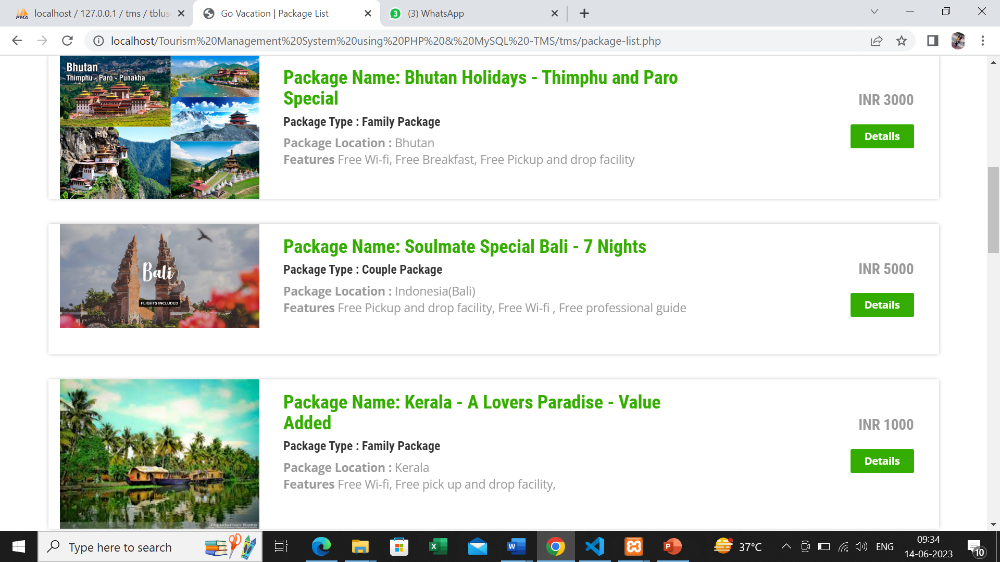 localhost / 127.0.0.1 / tms / tblus
Go Vacation | Package List
(3) WhatsApp
localhost/Tourism%20Management%20System%20using%20PHP%20&%20MySQL%20-TMS/tms/package-list.php
Bhutan
Thimphu - Paro - Punakha
Package Name: Bhutan Holidays - Thimphu and Paro
Special
Package Type : Family Package
Package Location : Bhutan
Features Free Wi-fi, Free Breakfast, Free Pickup and drop facility
INR 3000
Details
Bali
FLIGHTS INCLUDED
Package Name: Soulmate Special Bali - 7 Nights
Package Type : Couple Package
Package Location : Indonesia(Bali)
Features Free Pickup and drop facility, Free Wi-fi , Free professional guide
INR 5000
Details
Package Name: Kerala - A Lovers Paradise - Value
Added
Package Type : Family Package
Package Location : Kerala
Features Free Wi-fi, Free pick up and drop facility,
INR 1000
Details
Type here to search
37°C
ENG
09:34
14-06-2023
10